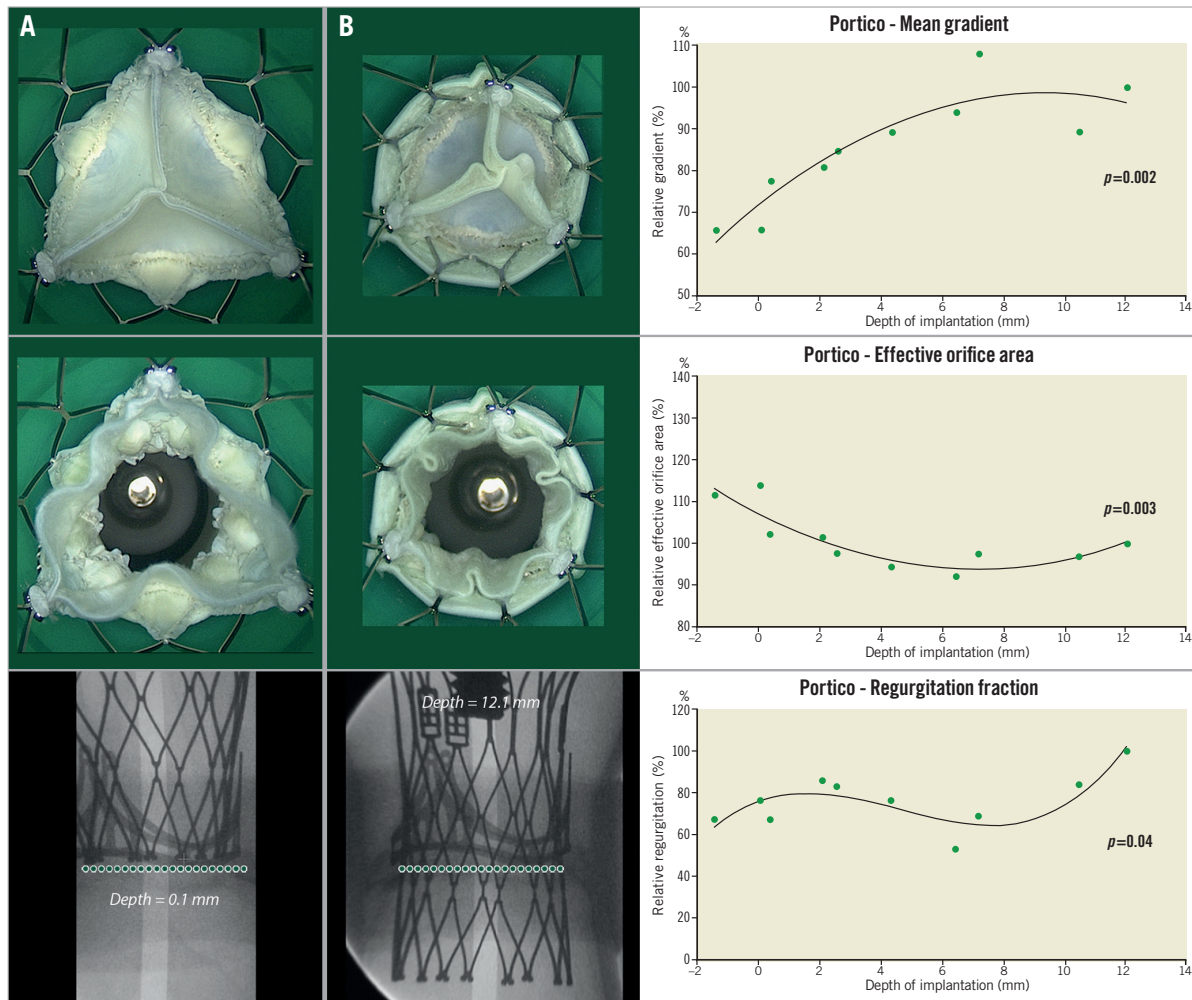 A
B
Portico - Mean gradient
%
Relative gradient (%)
110
100
90
80
70
60
50
–2 0 2 4 6 8 10 12 14
Depth of implantation (mm)
p=0.002
Portico - Effective orifice area
%
Relative effective orifice area (%)
140
130
120
110
100
90
80
–2 0 2 4 6 8 10 12 14
Depth of implantation (mm)
p=0.003
Depth = 0.1 mm
Depth = 12.1 mm
Portico - Regurgitation fraction
%
Relative regurgitation (%)
120
100
80
60
40
20
0
–2 0 2 4 6 8 10 12 14
Depth of implantation (mm)
p=0.04